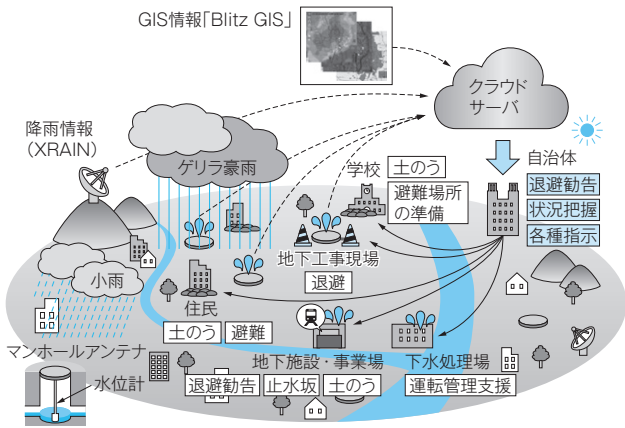 GIS情報「Blitz GIS」
クラウド
サーバ
降雨情報
（XRAIN）
ゲリラ豪雨
自治体
学校
土のう
退避勧告
避難場所
の準備
状況把握
各種指示
地下工事現場
退避
小雨
住民
土のう
避難
マンホールアンテナ
地下施設・事業場
下水処理場
水位計
退避勧告
止水坂
土のう
運転管理支援